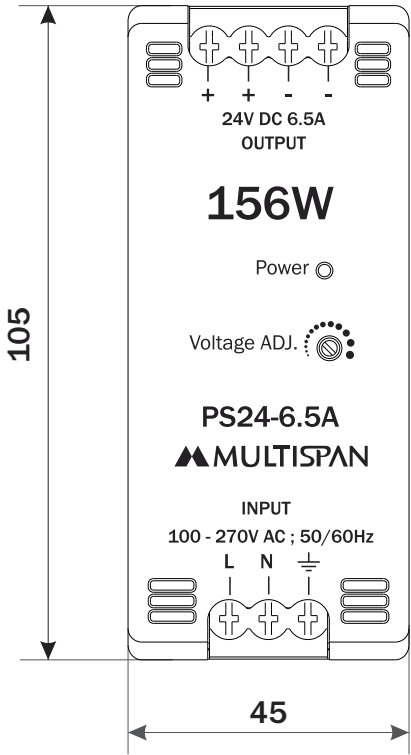 + + - -
24V DC 6.5A
OUTPUT
156W
Power
105
Voltage ADJ.
PS24-6.5A
MULTISPAN
INPUT
100 - 270V AC ; 50/60Hz
L N
45